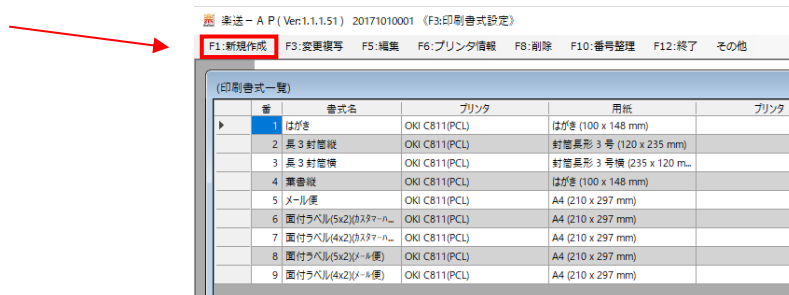 楽送－ＡＰ( Ver:1.1.1.51 ) 20171010001 《F3:印刷書式設定》
F1:新規作成 F3:変更複写 F5:編集 F6:プリンタ情報 F8:削除 F10:番号整理 F12:終了 その他
(印刷書式一覧)
番 書式名 プリンタ 用紙 プリンタ
1 はがき OKI C811(PCL) はがき (100 x 148 mm)
2 長３封筒縦 OKI C811(PCL) 封筒長形 3 号 (120 x 235 mm)
3 長３封筒横 OKI C811(PCL) 封筒長形 3 号横 (235 x 120 m...
4 葉書縦 OKI C811(PCL) はがき (100 x 148 mm)
5 メール便 OKI C811(PCL) A4 (210 x 297 mm)
6 面付ラベル(5x2)(ｶｽﾀﾏｰﾊ... OKI C811(PCL) A4 (210 x 297 mm)
7 面付ラベル(4x2)(ｶｽﾀﾏｰﾊ... OKI C811(PCL) A4 (210 x 297 mm)
8 面付ラベル(5x2)(ﾒｰﾙ便) OKI C811(PCL) A4 (210 x 297 mm)
9 面付ラベル(4x2)(ﾒｰﾙ便) OKI C811(PCL) A4 (210 x 297 mm)